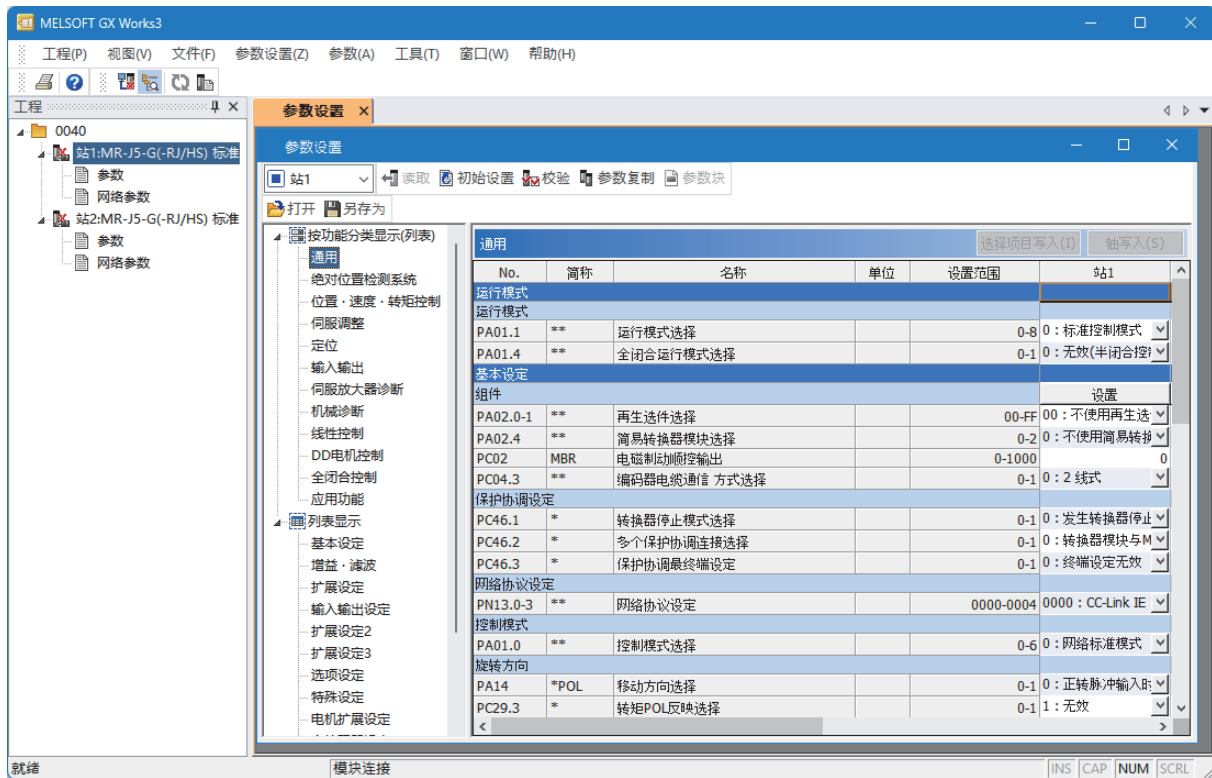 MELSOFT GX Works3
工程(P) 视图(V) 文件(F) 参数设置(Z) 参数(A) 工具(T) 窗口(W) 帮助(H)
工程
0040
站1:MR-J5-G(-RJ/HS) 标准
参数
网络参数
站2:MR-J5-G(-RJ/HS) 标准
参数
网络参数
参数设置
参数设置
站1 读取 初始设置 校验 参数复制 参数块
打开 另存为
按功能分类显示(列表)
通用
绝对位置检测系统
位置・速度・转矩控制
伺服调整
定位
输入输出
伺服放大器诊断
机械诊断
线性控制
DD电机控制
全闭合控制
应用功能
列表显示
基本设定
增益・滤波
扩展设定
输入输出设定
扩展设定2
扩展设定3
选项设定
特殊设定
电机扩展设定
通用 选择项目写入(I) 轴写入(S)
No. 简称 名称 单位 设置范围 站1
运行模式
运行模式
PA01.1 ** 运行模式选择 0-8 0：标准控制模式
PA01.4 ** 全闭合运行模式选择 0-1 0：无效(半闭合控
基本设定
组件 设置
PA02.0-1 ** 再生选件选择 00-FF 00：不使用再生选
PA02.4 ** 简易转换器模块选择 0-2 0：不使用简易转换
PC02 MBR 电磁制动顺控输出 0-1000 0
PC04.3 ** 编码器电缆通信 方式选择 0-1 0：2 线式
保护协调设定
PC46.1 * 转换器停止模式选择 0-1 0：发生转换器停止
PC46.2 * 多个保护协调连接选择 0-1 0：转换器模块与M
PC46.3 * 保护协调最终端设定 0-1 0：终端设定无效
网络协议设定
PN13.0-3 ** 网络协议设定 0000-0004 0000：CC-Link IE
控制模式
PA01.0 ** 控制模式选择 0-6 0：网络标准模式
旋转方向
PA14 *POL 移动方向选择 0-1 0：正转脉冲输入时
PC29.3 * 转矩POL反映选择 0-1 1：无效
就绪 模块连接 INS CAP NUM SCRL